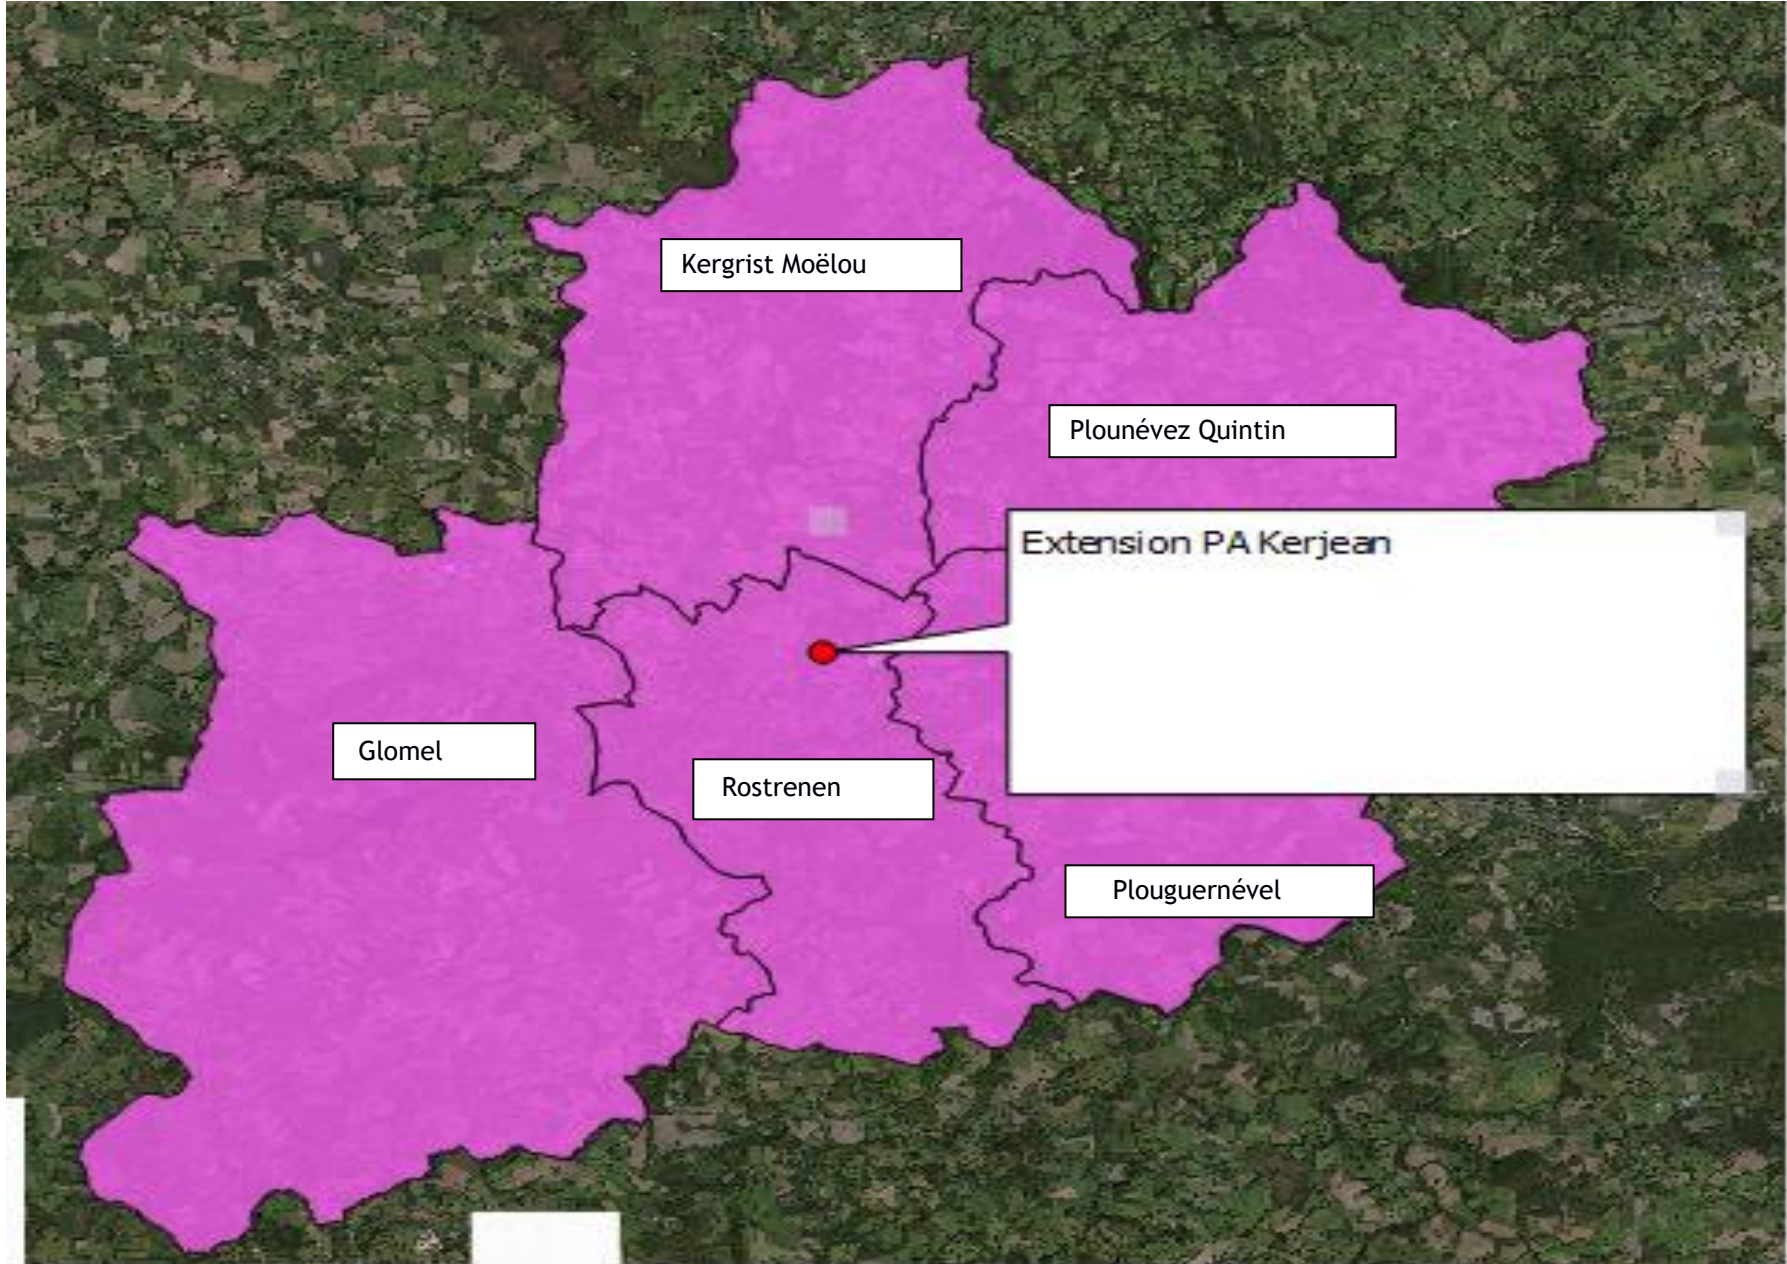 Kergrist Moëlou
Plounévez Quintin
Extension PA Kerjean
Glomel
Rostrenen
Plouguernével